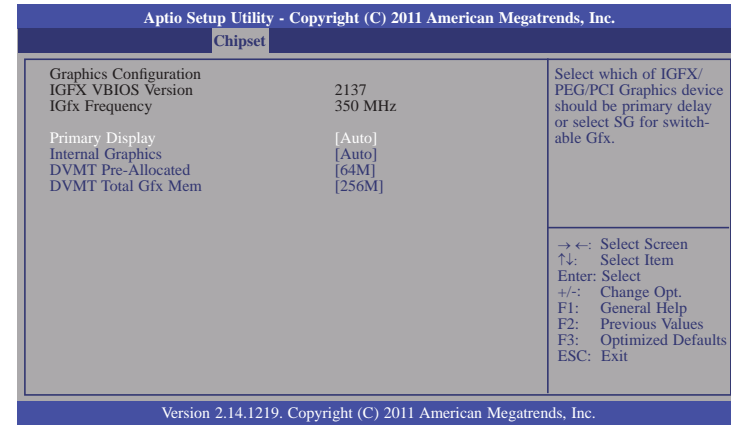 Aptio Setup Utility - Copyright (C) 2011 American Megatrends, Inc.
Chipset
Graphics Configuration
IGFX VBIOS Version 2137
IGfx Frequency 350 MHz
Primary Display [Auto]
Internal Graphics [Auto]
DVMT Pre-Allocated [64M]
DVMT Total Gfx Mem [256M]
Select which of IGFX/
PEG/PCI Graphics device
should be primary delay
or select SG for switch-
able Gfx.
→←: Select Screen
↑↓: Select Item
Enter: Select
+/-: Change Opt.
F1: General Help
F2: Previous Values
F3: Optimized Defaults
ESC: Exit
Version 2.14.1219. Copyright (C) 2011 American Megatrends, Inc.